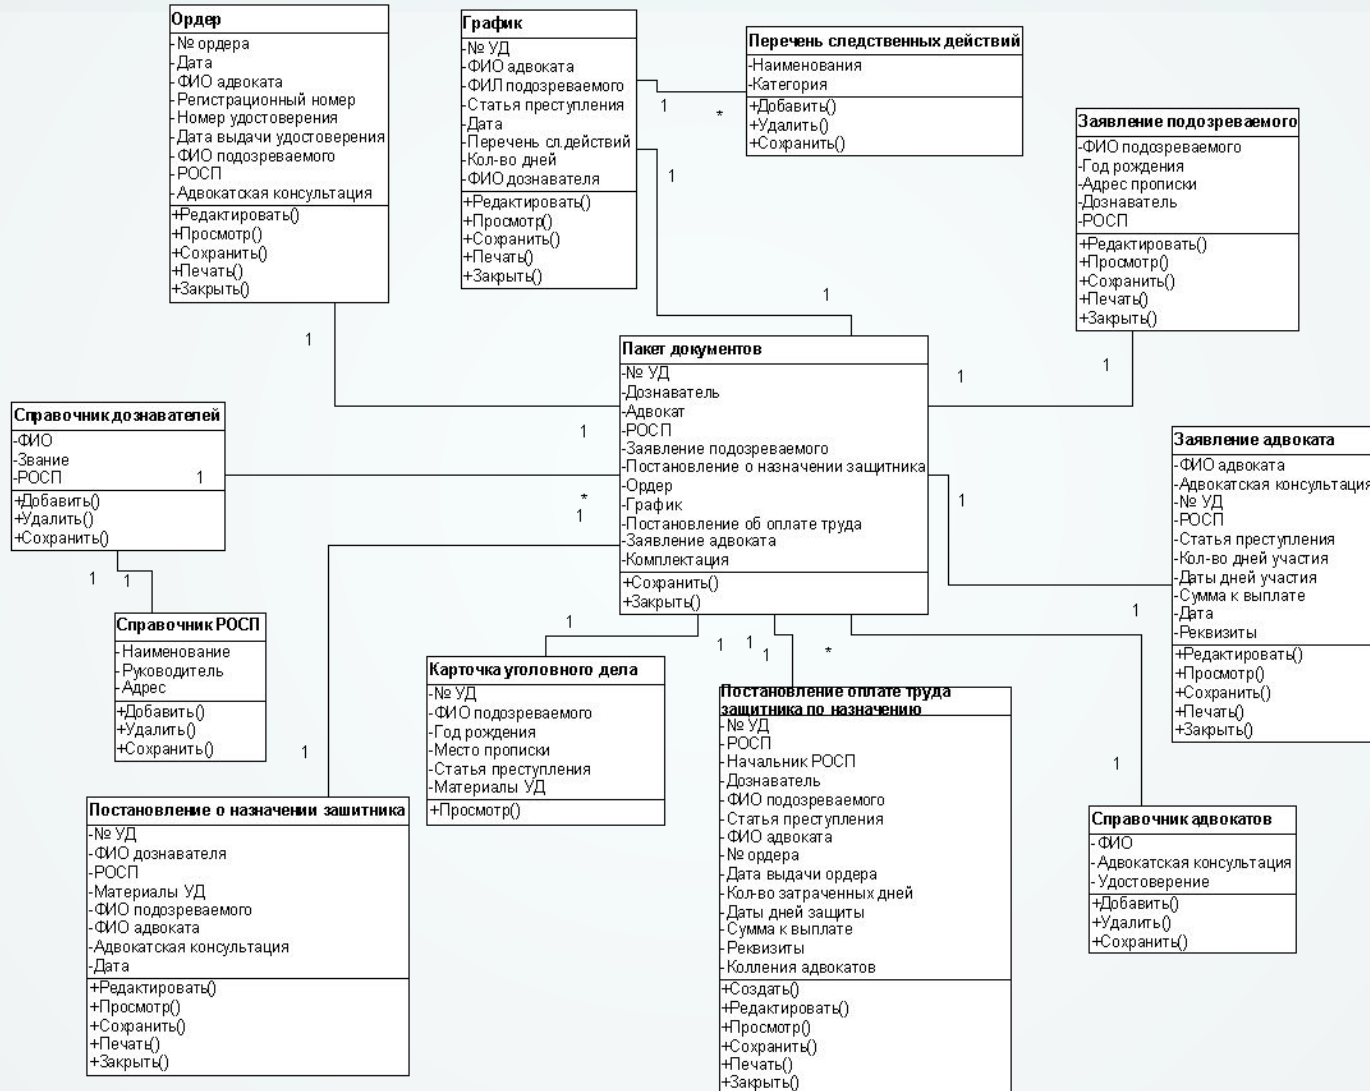 Ордер
-№ ордера
-Дата
-ФИО адвоката
-Регистрационный номер
-Номер удостоверения
-Дата выдачи удостоверения
-ФИО подозреваемого
-РОСП
-Адвокатская консультация
+Редактировать()
+Просмотр()
+Сохранить()
+Печать()
+Закрыть()
График
-№ УД
-ФИО адвоката
-ФИЛ подозреваемого
-Статья преступления
-Дата
-Перечень сл.действий
-Кол-во дней
-ФИО дознавателя
+Редактировать()
+Просмотр()
+Сохранить()
+Печать()
+Закрыть()
1
*
1
1
Перечень следственных действий
-Наименования
-Категория
+Добавить()
+Удалить()
+Сохранить()
Заявление подозреваемого
-ФИО подозреваемого
-Год рождения
-Адрес прописки
-Дознаватель
-РОСП
+Редактировать()
+Просмотр()
+Сохранить()
+Печать()
+Закрыть()
1
1
1
1
Пакет документов
-№ УД
-Дознаватель
-Адвокат
-РОСП
-Заявление подозреваемого
-Постановление о назначении защитника
-Ордер
-График
-Постановление об оплате труда
-Заявление адвоката
-Комплектация
+Сохранить()
+Закрыть()
Справочник дознавателей
-ФИО
-Звание
-РОСП
+Добавить()
+Удалить()
+Сохранить()
1
*
1
1
1
Заявление адвоката
-ФИО адвоката
-Адвокатская консультация
-№ УД
-РОСП
-Статья преступления
-Кол-во дней участия
-Даты дней участия
-Сумма к выплате
-Дата
-Реквизиты
+Редактировать()
+Просмотр()
+Сохранить()
+Печать()
+Закрыть()
1
1
Справочник РОСП
-Наименование
-Руководитель
-Адрес
+Добавить()
+Удалить()
+Сохранить()
1
1
1
1
1
*
1
Карточка уголовного дела
-№ УД
-ФИО подозреваемого
-Год рождения
-Место прописки
-Статья преступления
-Материалы УД
+Просмотр()
Постановление оплате труда
защитника по назначению
-№ УД
-РОСП
-Начальник РОСП
-Дознаватель
-ФИО подозреваемого
-Статья преступления
-ФИО адвоката
-№ ордера
-Дата выдачи ордера
-Кол-во затраченных дней
-Даты дней защиты
-Сумма к выплате
-Реквизиты
-Колления адвокатов
+Создать()
+Редактировать()
+Просмотр()
+Сохранить()
+Печать()
+Закрыть()
Постановление о назначении зашитника
-№ УД
-ФИО дознавателя
-РОСП
-Материалы УД
-ФИО подозреваемого
-ФИО адвоката
-Адвокатская консультация
-Дата
+Редактировать()
+Просмотр()
+Сохранить()
+Печать()
+Закрыть()
Справочник адвокатов
-ФИО
-Адвокатская консультация
-Удостоверение
+Добавить()
+Удалить()
+Сохранить()